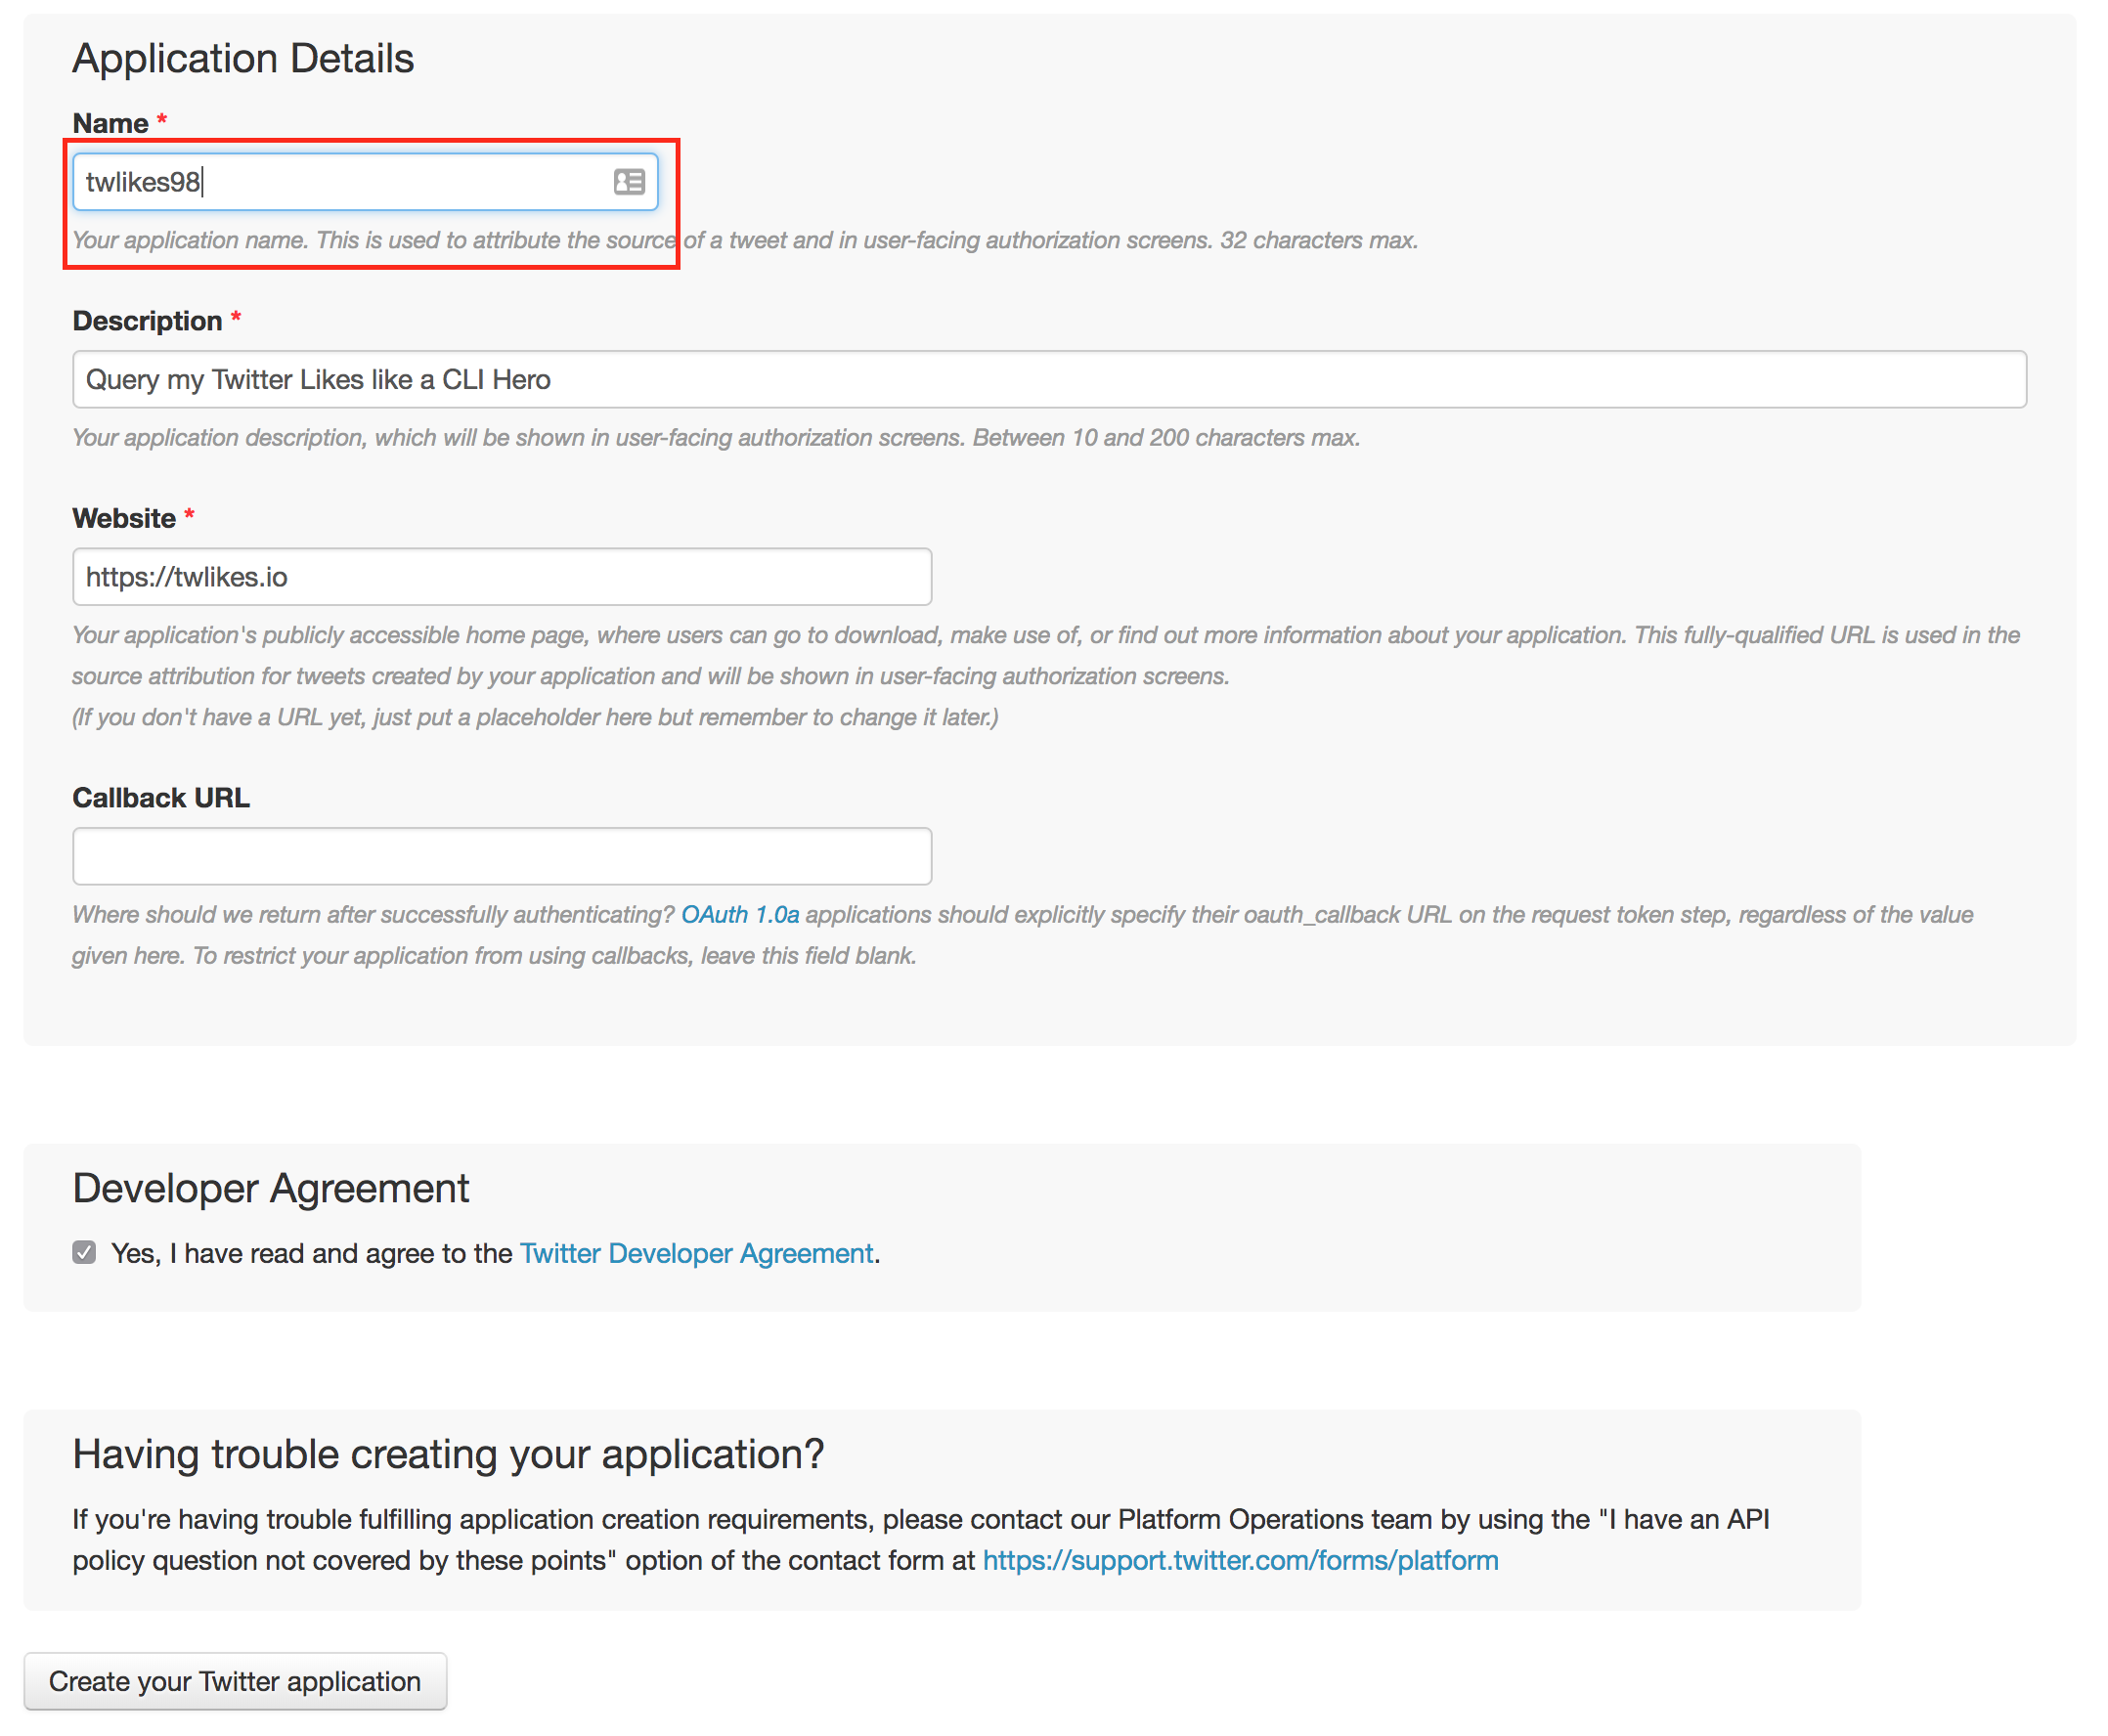 Application Details
Name *
twlikes98
Your application name. This is used to attribute the source of a tweet and in user-facing authorization screens. 32 characters max.
Description *
Query my Twitter Likes like a CLI Hero
Your application description, which will be shown in user-facing authorization screens. Between 10 and 200 characters max.
Website *
https://twlikes.io
Your application's publicly accessible home page, where users can go to download, make use of, or find out more information about your application. This fully-qualified URL is used in the
source attribution for tweets created by your application and will be shown in user-facing authorization screens.
(If you don't have a URL yet, just put a placeholder here but remember to change it later.)
Callback URL
Where should we return after successfully authenticating? OAuth 1.0a applications should explicitly specify their oauth_callback URL on the request token step, regardless of the value
given here. To restrict your application from using callbacks, leave this field blank.
Developer Agreement
Yes, I have read and agree to the Twitter Developer Agreement.
Having trouble creating your application?
If you're having trouble fulfilling application creation requirements, please contact our Platform Operations team by using the "I have an API
policy question not covered by these points" option of the contact form at https://support.twitter.com/forms/platform
Create your Twitter application